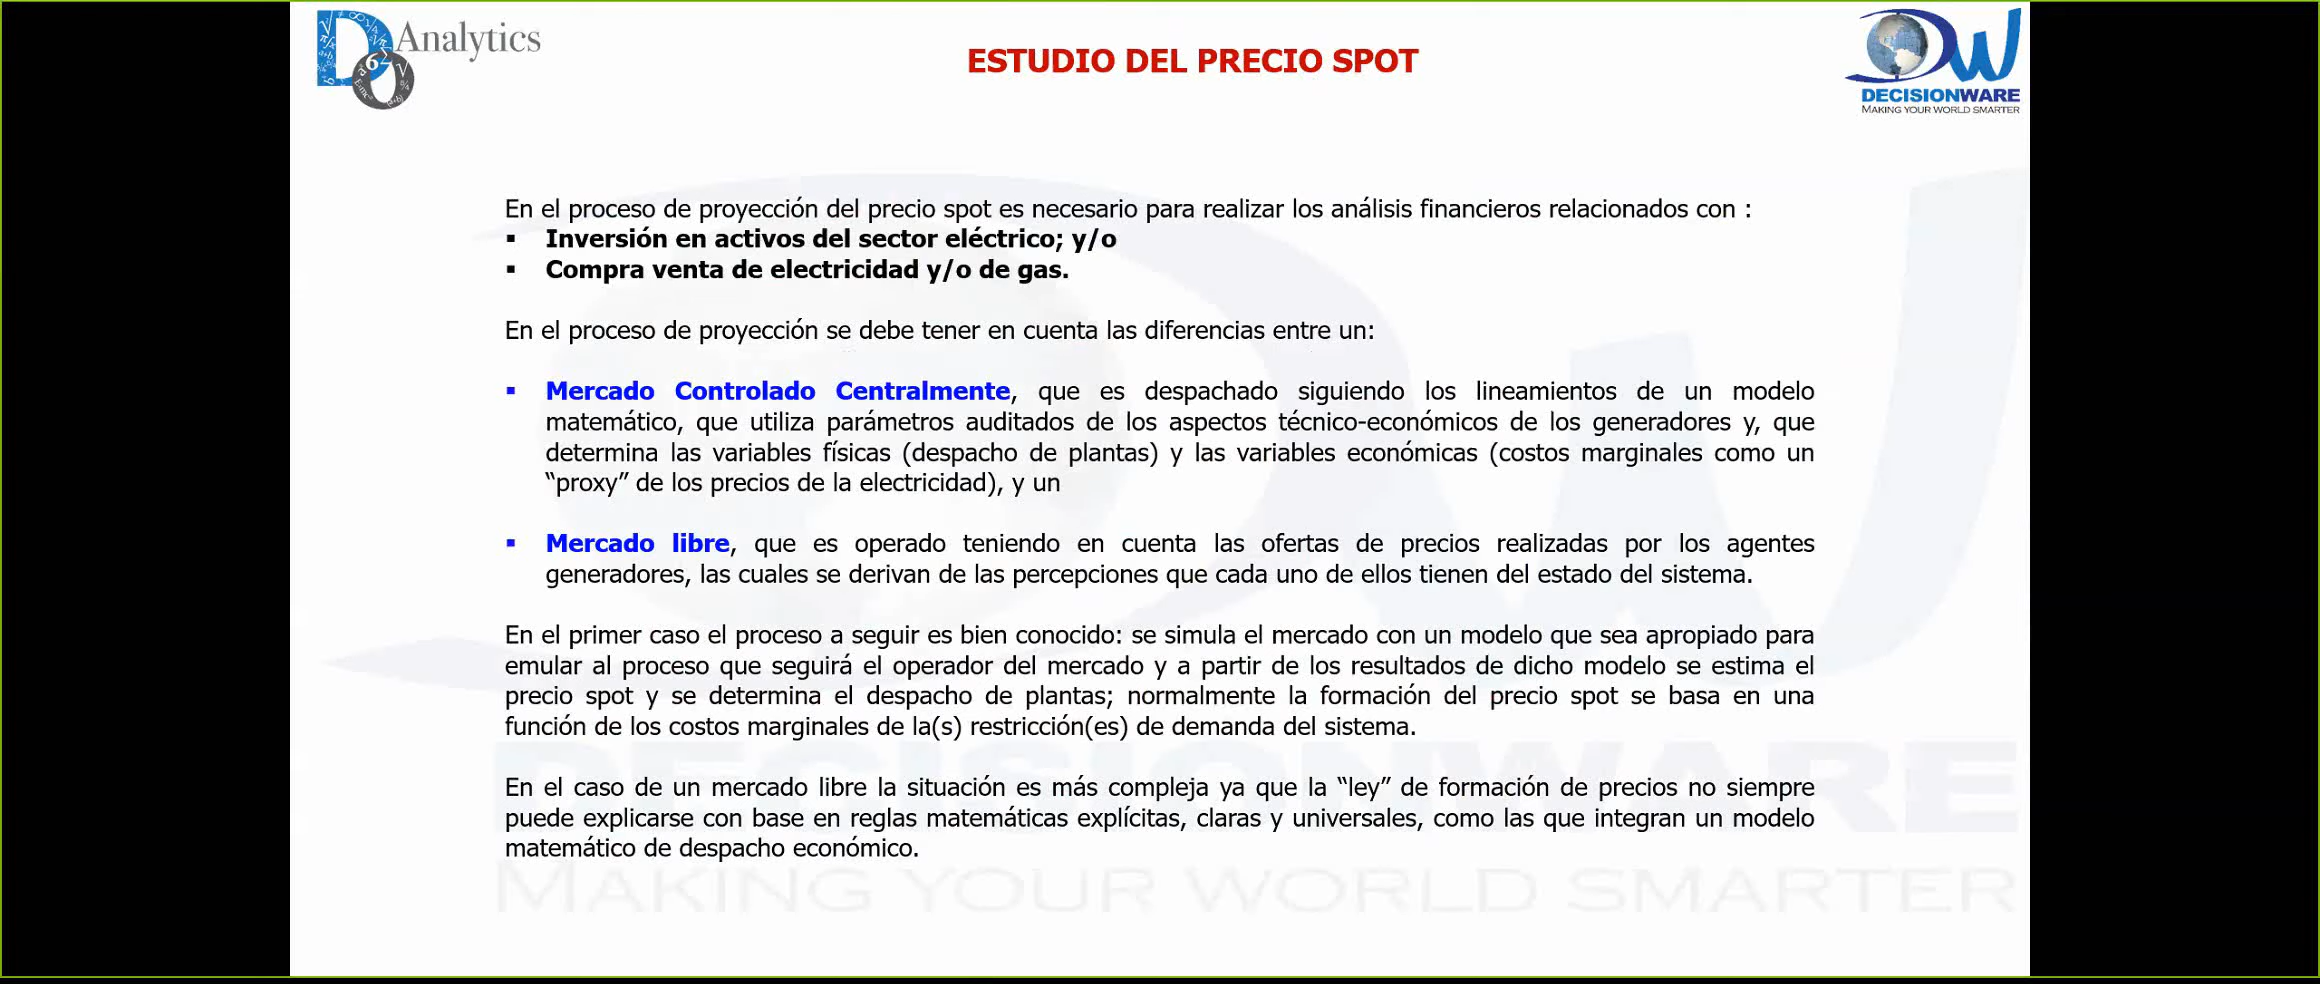 Analytics
ESTUDIO DEL PRECIO SPOT
DECISIONWARE
MAKING YOUR WORLD SMARTER
En el proceso de proyección del precio spot es necesario para realizar los análisis financieros relacionados con :
▪ Inversión en activos del sector eléctrico; y/o
▪ Compra venta de electricidad y/o de gas.
En el proceso de proyección se debe tener en cuenta las diferencias entre un:
▪ Mercado Controlado Centralmente, que es despachado siguiendo los lineamientos de un modelo
matemático, que utiliza parámetros auditados de los aspectos técnico-económicos de los generadores y, que
determina las variables físicas (despacho de plantas) y las variables económicas (costos marginales como un
“proxy” de los precios de la electricidad), y un
▪ Mercado libre, que es operado teniendo en cuenta las ofertas de precios realizadas por los agentes
generadores, las cuales se derivan de las percepciones que cada uno de ellos tienen del estado del sistema.
En el primer caso el proceso a seguir es bien conocido: se simula el mercado con un modelo que sea apropiado para
emular al proceso que seguirá el operador del mercado y a partir de los resultados de dicho modelo se estima el
precio spot y se determina el despacho de plantas; normalmente la formación del precio spot se basa en una
función de los costos marginales de la(s) restricción(es) de demanda del sistema.
En el caso de un mercado libre la situación es más compleja ya que la “ley” de formación de precios no siempre
puede explicarse con base en reglas matemáticas explícitas, claras y universales, como las que integran un modelo
matemático de despacho económico.
DECISIONWARE
MAKING YOUR WORLD SMARTER